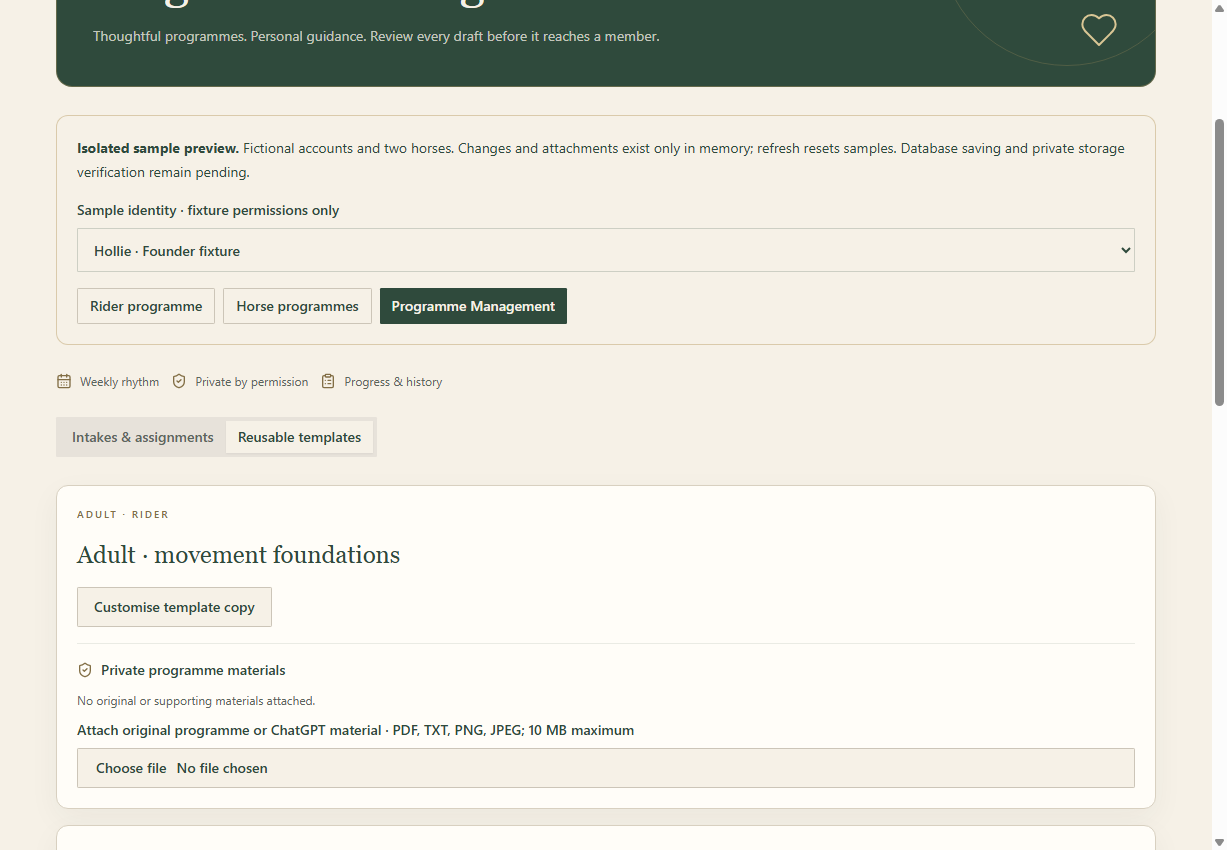 Thoughtful programmes. Personal guidance. Review every draft before it reaches a member.
Isolated sample preview. Fictional accounts and two horses. Changes and attachments exist only in memory; refresh resets samples. Database saving and private storage
verification remain pending.
Sample identity · fixture permissions only
Hollie · Founder fixture
Rider programme
Horse programmes
Programme Management
Weekly rhythm
Private by permission
Progress & history
Intakes & assignments
Reusable templates
ADULT · RIDER
Adult · movement foundations
Customise template copy
Private programme materials
No original or supporting materials attached.
Attach original programme or ChatGPT material · PDF, TXT, PNG, JPEG; 10 MB maximum
Choose file No file chosen